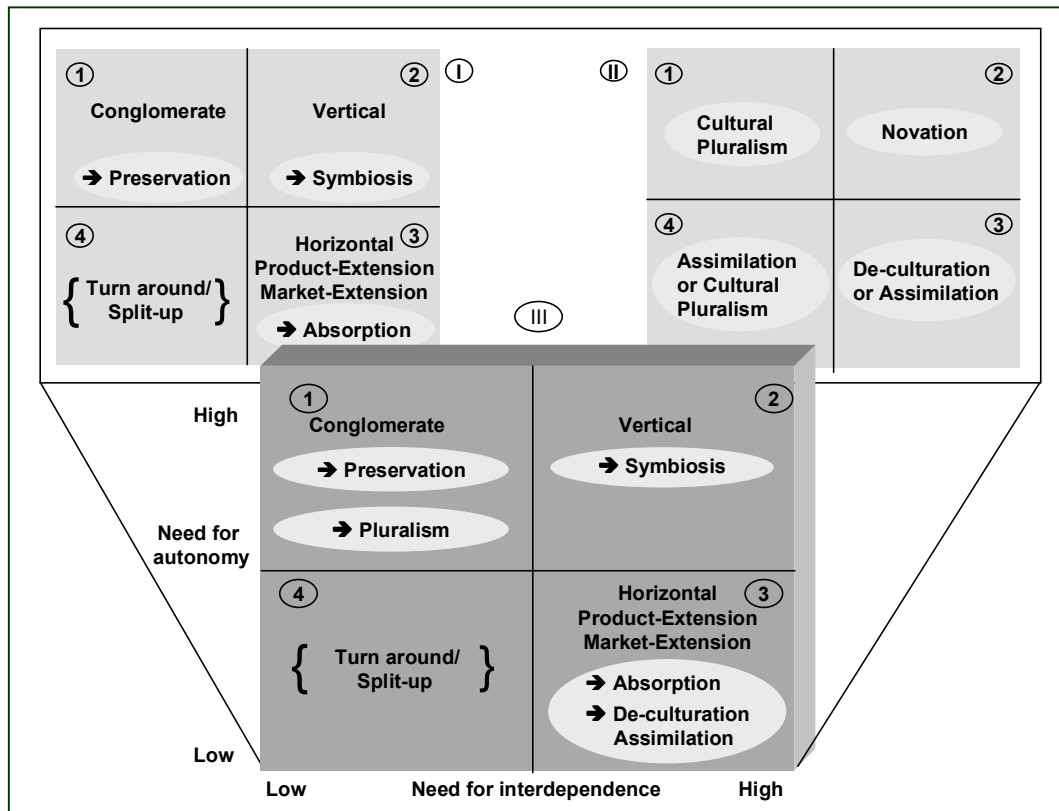 ①
②
Conglomerate
Vertical
➔ Preservation
➔ Symbiosis
④
③
{ Turn around/
Split-up }
Horizontal
Product-Extension
Market-Extension
➔ Absorption
I
II
①
②
Cultural
Pluralism
Novation
④
③
Assimilation
or Cultural
Pluralism
De-culturation
or Assimilation
III
High
Need for
autonomy
Low
①
②
Conglomerate
Vertical
➔ Preservation
➔ Symbiosis
➔ Pluralism
④
③
{ Turn around/
Split-up }
Horizontal
Product-Extension
Market-Extension
➔ Absorption
➔ De-culturation
Assimilation
Low
Need for interdependence
High